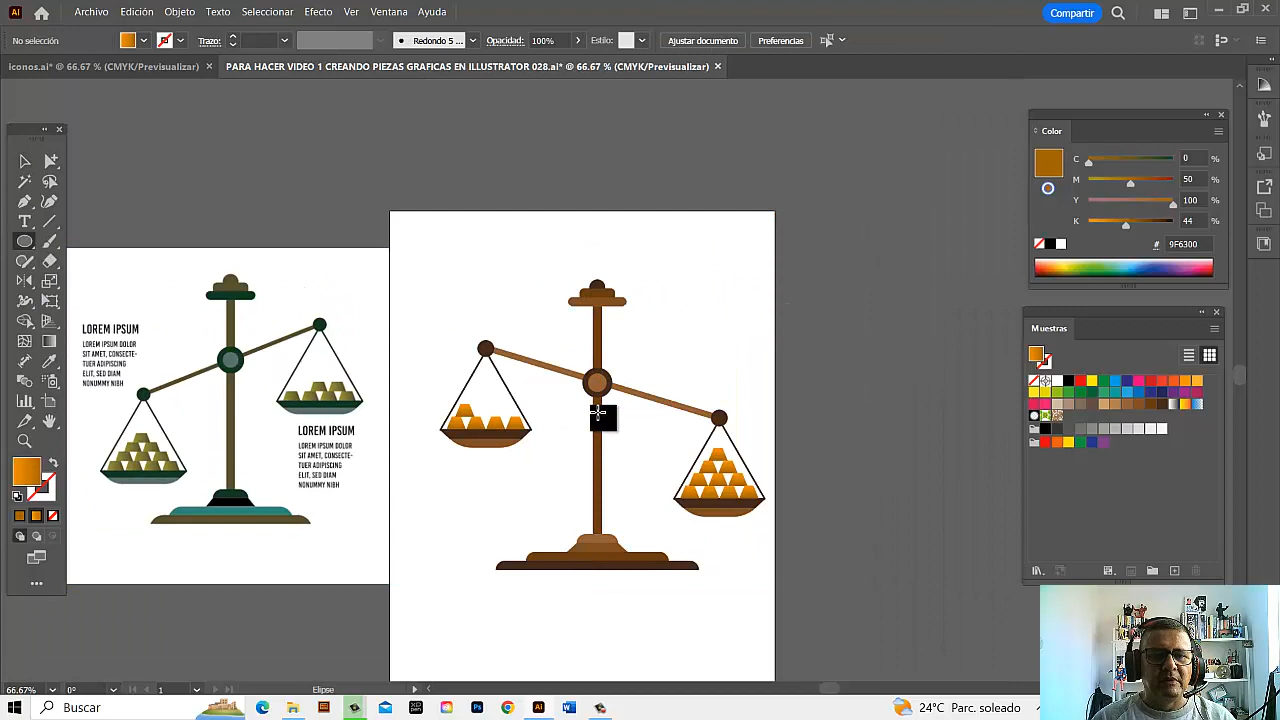 Ai Archivo Edición Objeto Texto Seleccionar Efecto Ver Ventana Ayuda Compartir
No selección Trazo: Redondo 5 ... Opacidad: 100% Estilo: Ajustar documento Preferencias
iconos.ai* @ 66.67 % (CMYK/Previsualizar) × PARA HACER VIDEO 1 CREANDO PIEZAS GRAFICAS EN ILLUSTRATOR 028.ai* @ 66.67 % (CMYK/Previsualizar) ×
Color
C 0 %
M 50 %
Y 100 %
K 44 %
# 9F6300
Muestras
LOREM IPSUM
LOREM IPSUM DOLOR
SIT AMET, CONSECTE-
TUER ADIPISCING
ELIT, SED DIAM
NONUMMY NIBH
LOREM IPSUM
LOREM IPSUM DOLOR
SIT AMET, CONSECTE-
TUER ADIPISCING
ELIT, SED DIAM
NONUMMY NIBH
66.67% 0° 1 Elipse
Buscar Ai Ps W 24°C Parc. soleado